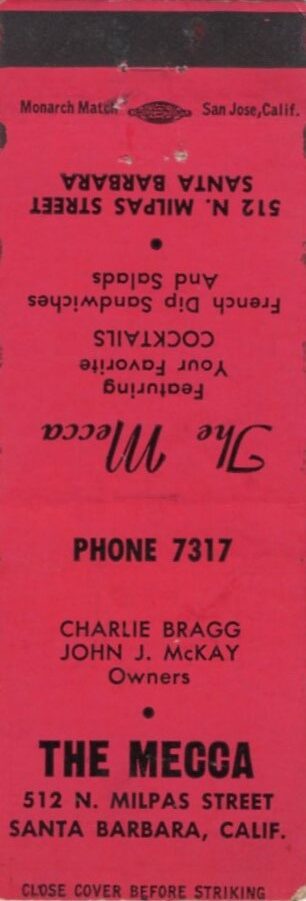 Monarch Match San Jose, Calif.
The Mecca
Featuring
Your Favorite
COCKTAILS
French Dip Sandwiches
And Salads
512 N. MILPAS STREET
SANTA BARBARA
PHONE 7317
CHARLIE BRAGG
JOHN J. McKAY
Owners
THE MECCA
512 N. MILPAS STREET
SANTA BARBARA, CALIF.
CLOSE COVER BEFORE STRIKING